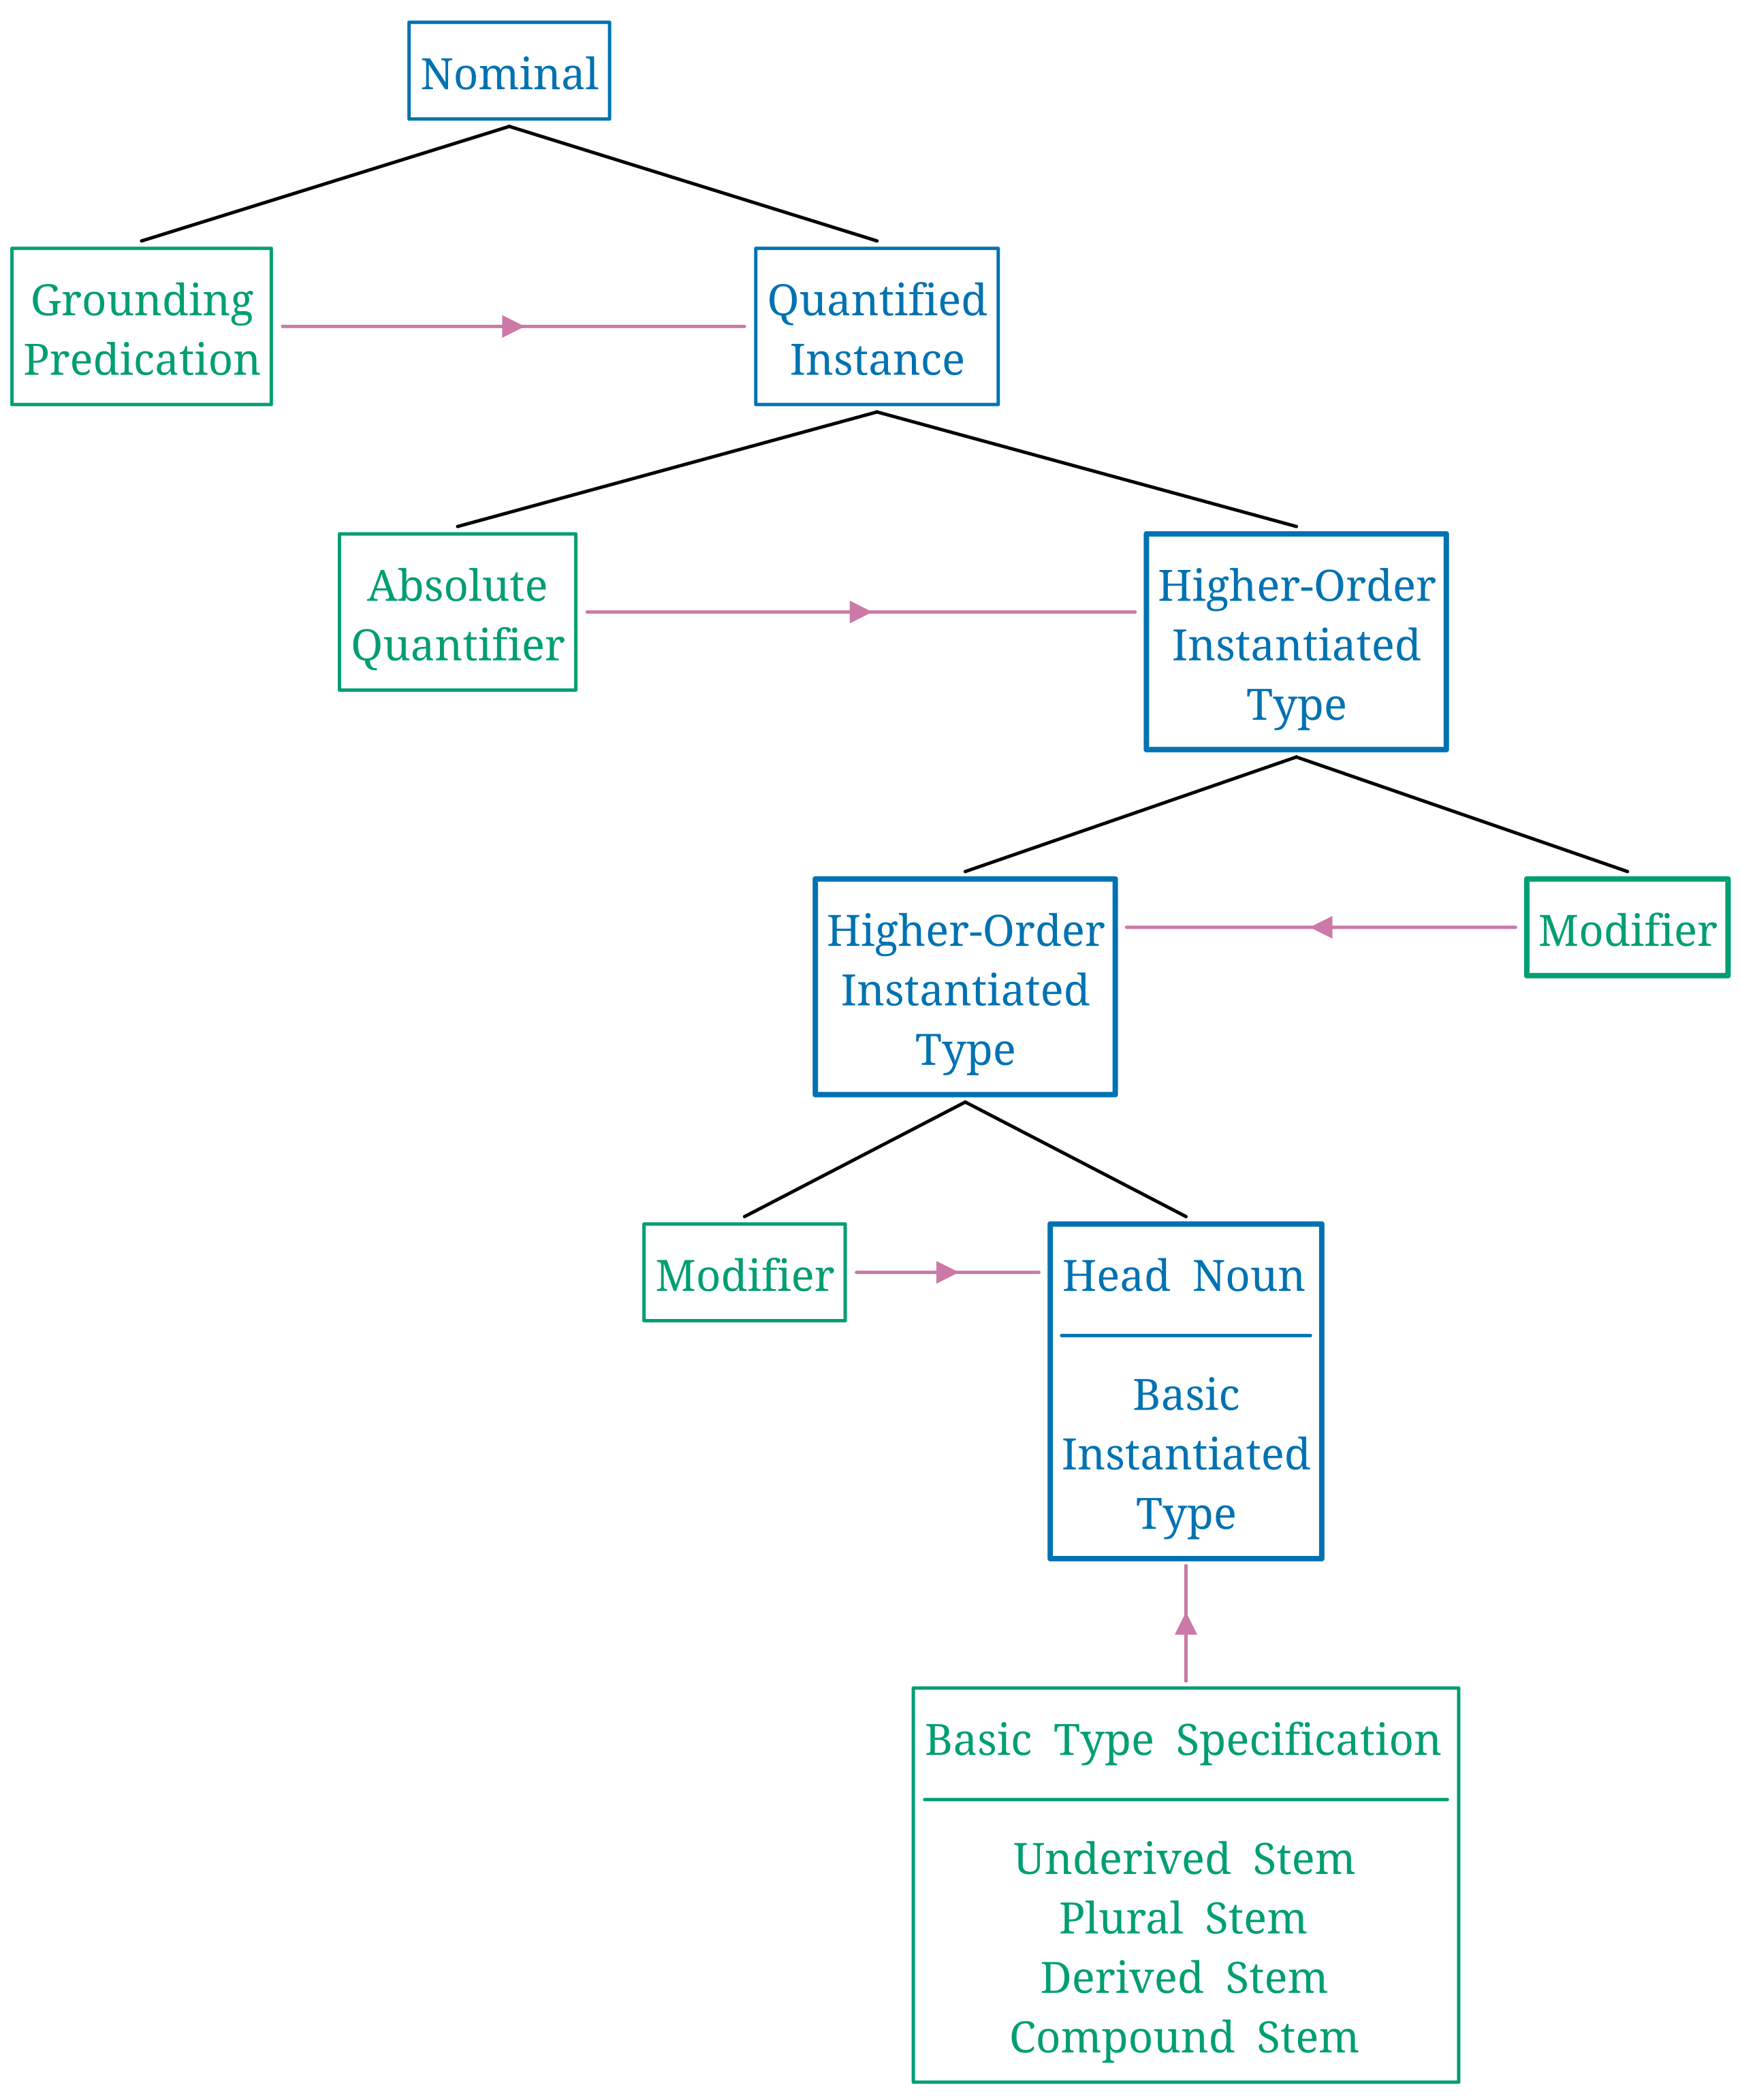 Nominal
Grounding
Predication
Quantified
Instance
Absolute
Quantifier
Higher-Order
Instantiated
Type
Higher-Order
Instantiated
Type
Modifier
Modifier
Head Noun
Basic
Instantiated
Type
Basic Type Specification
Underived Stem
Plural Stem
Derived Stem
Compound Stem